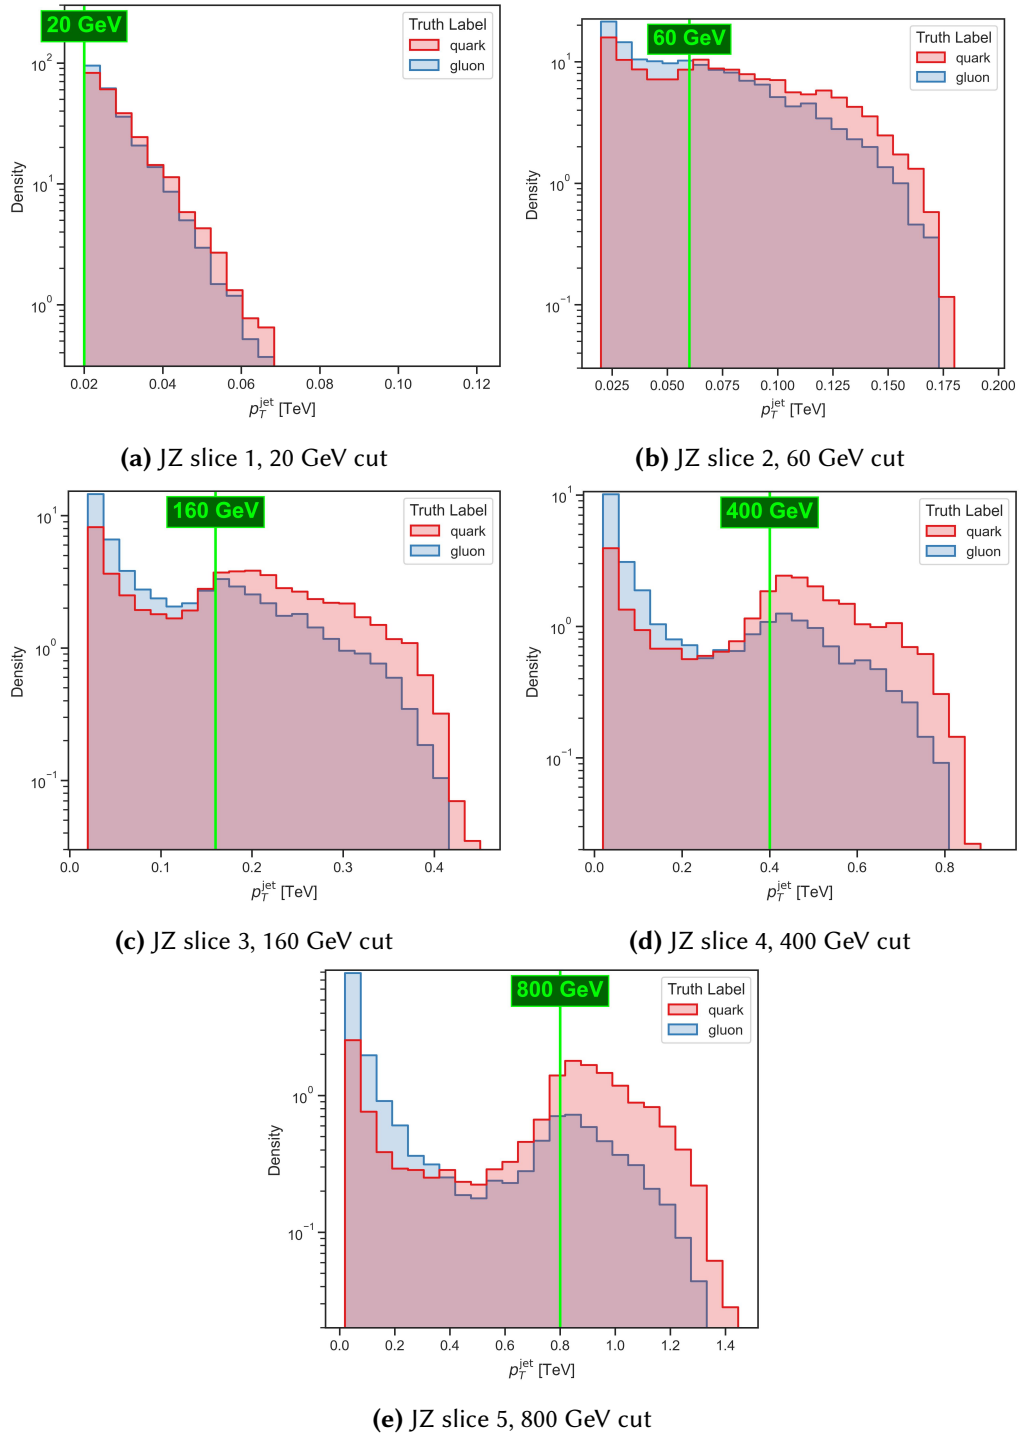 20 GeV
Truth Label
quark
gluon
10^2
10^1
10^0
Density
0.02 0.04 0.06 0.08 0.10 0.12
p_T^jet [TeV]
(a) JZ slice 1, 20 GeV cut
60 GeV
Truth Label
quark
gluon
10^1
10^0
10^-1
Density
0.025 0.050 0.075 0.100 0.125 0.150 0.175 0.200
p_T^jet [TeV]
(b) JZ slice 2, 60 GeV cut
160 GeV
Truth Label
quark
gluon
10^1
10^0
10^-1
Density
0.0 0.1 0.2 0.3 0.4
p_T^jet [TeV]
(c) JZ slice 3, 160 GeV cut
400 GeV
Truth Label
quark
gluon
10^1
10^0
10^-1
Density
0.0 0.2 0.4 0.6 0.8
p_T^jet [TeV]
(d) JZ slice 4, 400 GeV cut
800 GeV
Truth Label
quark
gluon
10^0
10^-1
Density
0.0 0.2 0.4 0.6 0.8 1.0 1.2 1.4
p_T^jet [TeV]
(e) JZ slice 5, 800 GeV cut